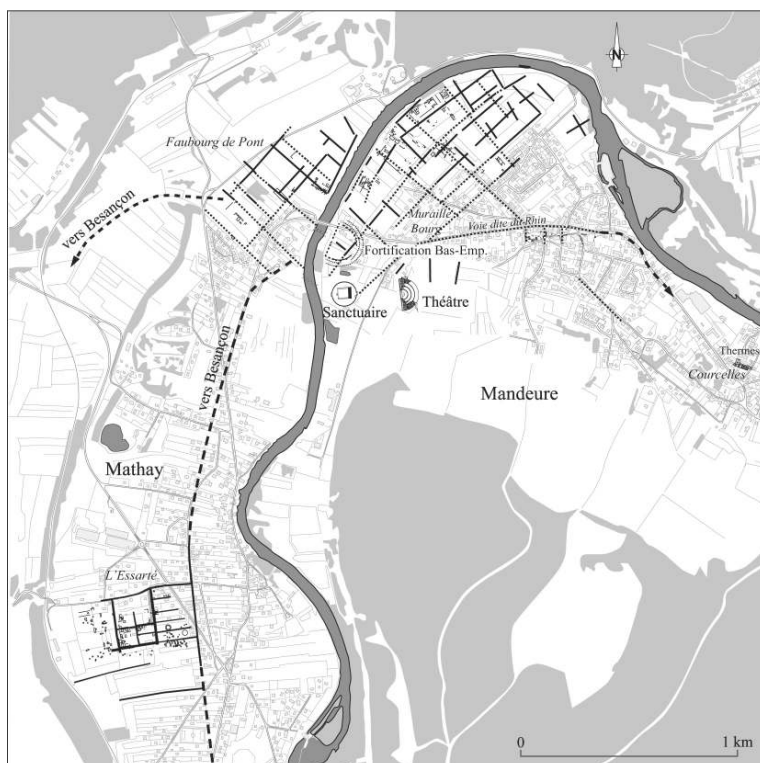 N
Faubourg de Pont
vers Besançon
Muraille
Bourg
Voie dite du Rhin
Fortification Bas-Emp.
Sanctuaire
Théâtre
vers Besançon
Thermes
Courcelles
Mandeure
Mathay
L'Essarté
0
1 km